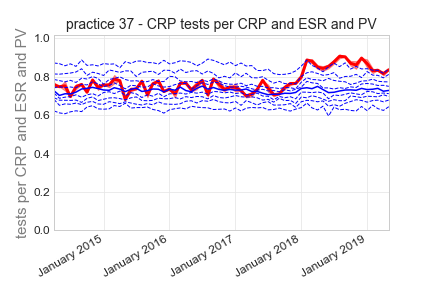 practice 37 - CRP tests per CRP and ESR and PV
tests per CRP and ESR and PV
1.0
0.8
0.6
0.4
0.2
0.0
January 2015
January 2016
January 2017
January 2018
January 2019